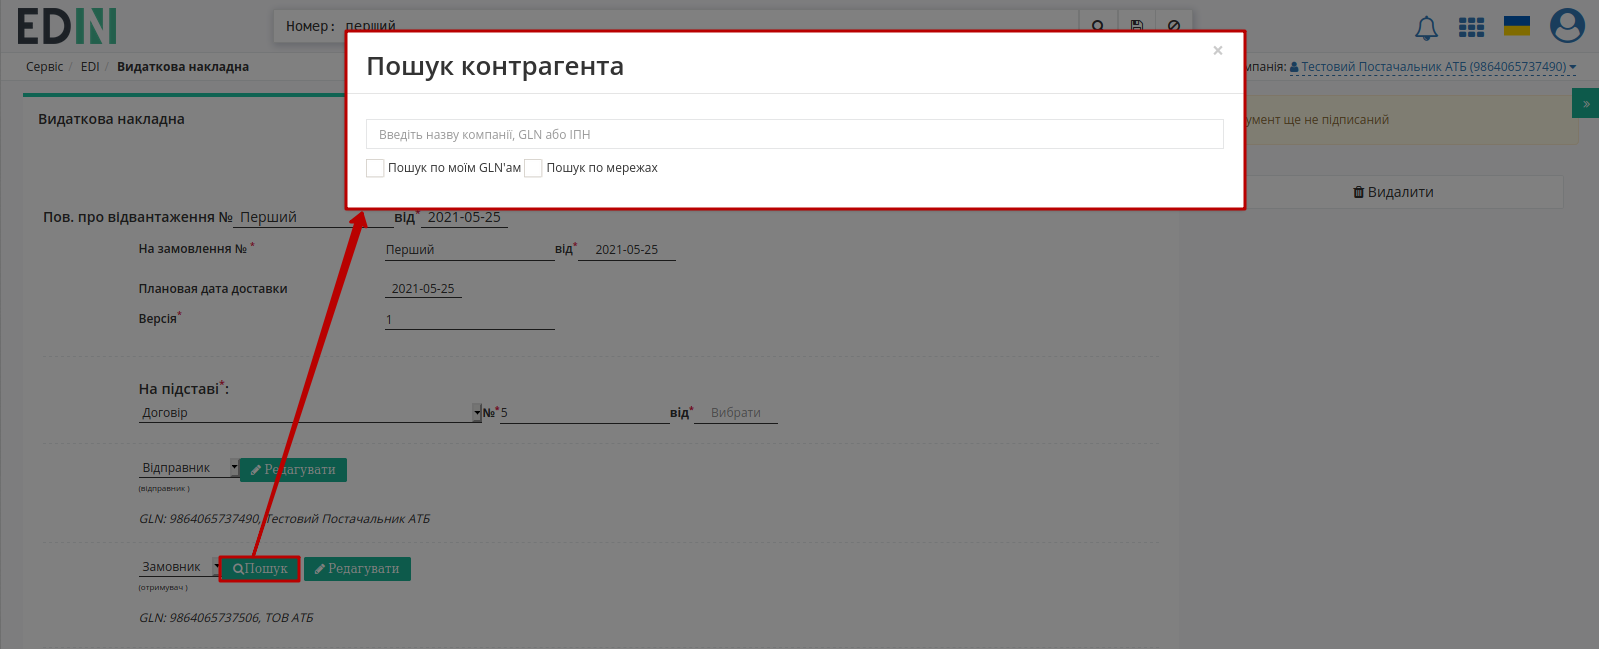 EDIN
Номер: перший
Сервіс / EDI / Видаткова накладна
мпанія: Тестовий Постачальник АТБ (9864065737490)
Пошук контрагента
×
Введіть назву компанії, GLN або ІПН
Пошук по моїм GLN'ам Пошук по мережах
Видаткова накладна
умент ще не підписаний
»
Видалити
Пов. про відвантаження № Перший від* 2021-05-25
На замовлення № * Перший від* 2021-05-25
Плановая дата доставки 2021-05-25
Версія* 1
На підставі*:
Договір №* 5 від* Вибрати
Відправник Редагувати
(відправник )
GLN: 9864065737490, Тестовий Постачальник АТБ
Замовник Пошук Редагувати
(отримувач )
GLN: 9864065737506, ТОВ АТБ